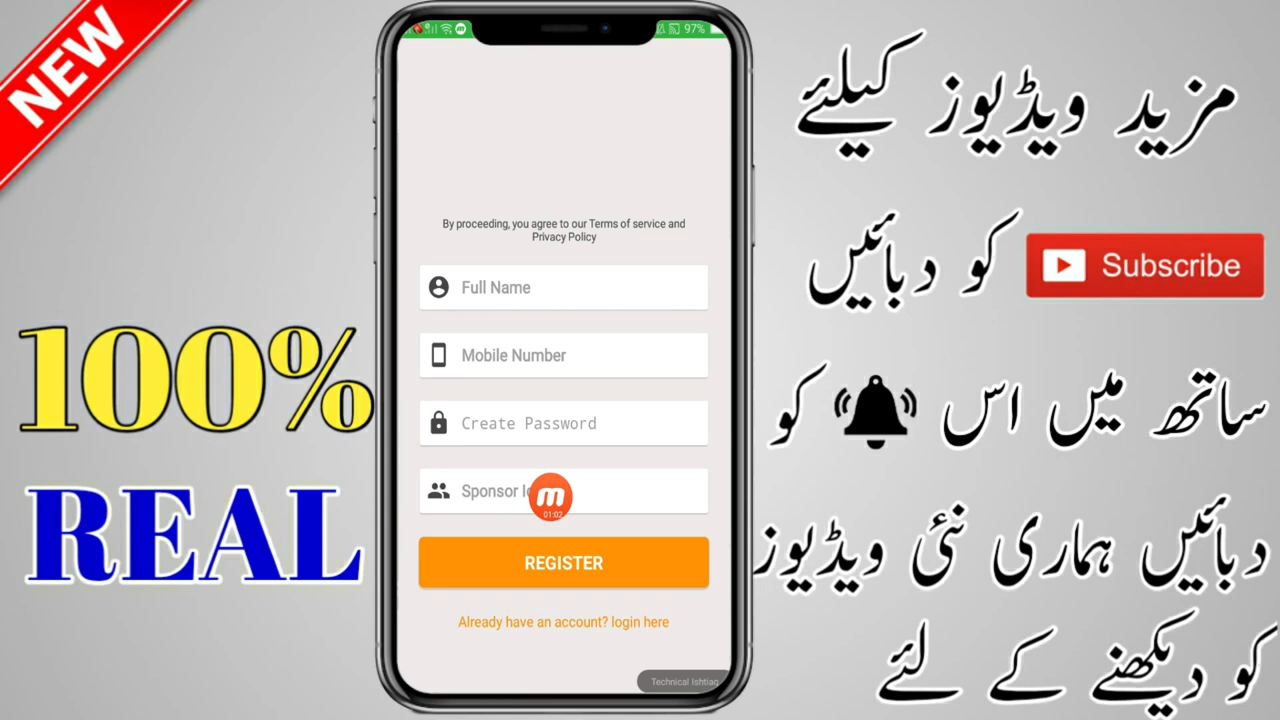 NEW
100%
REAL
97%
By proceeding, you agree to our Terms of service and
Privacy Policy
Full Name
Mobile Number
Create Password
Sponsor
01:02
REGISTER
Already have an account? login here
Technical Ishtiaq
مزید ویڈیوز کیلئے
Subscribe کو دبائیں
ساتھ میں اس کو
دبائیں ہماری نئی ویڈیوز
کو دیکھنے کے لئے